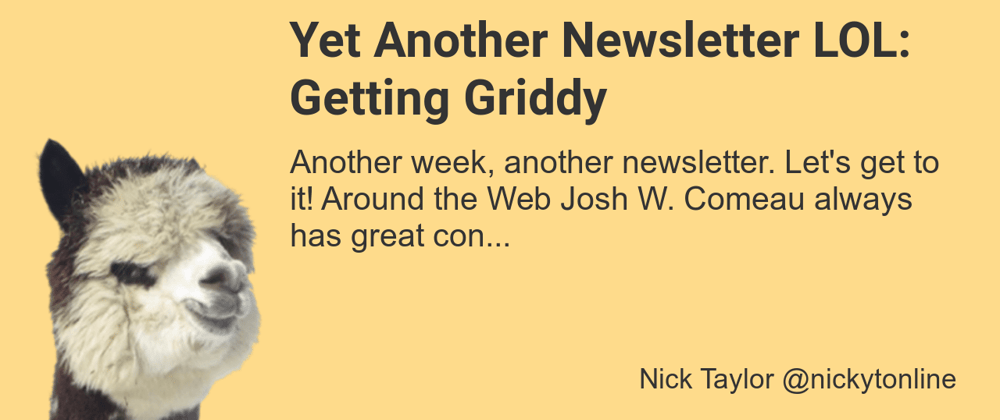 Yet Another Newsletter LOL:
Getting Griddy
Another week, another newsletter. Let's get to
it! Around the Web Josh W. Comeau always
has great con...
Nick Taylor @nickytonline